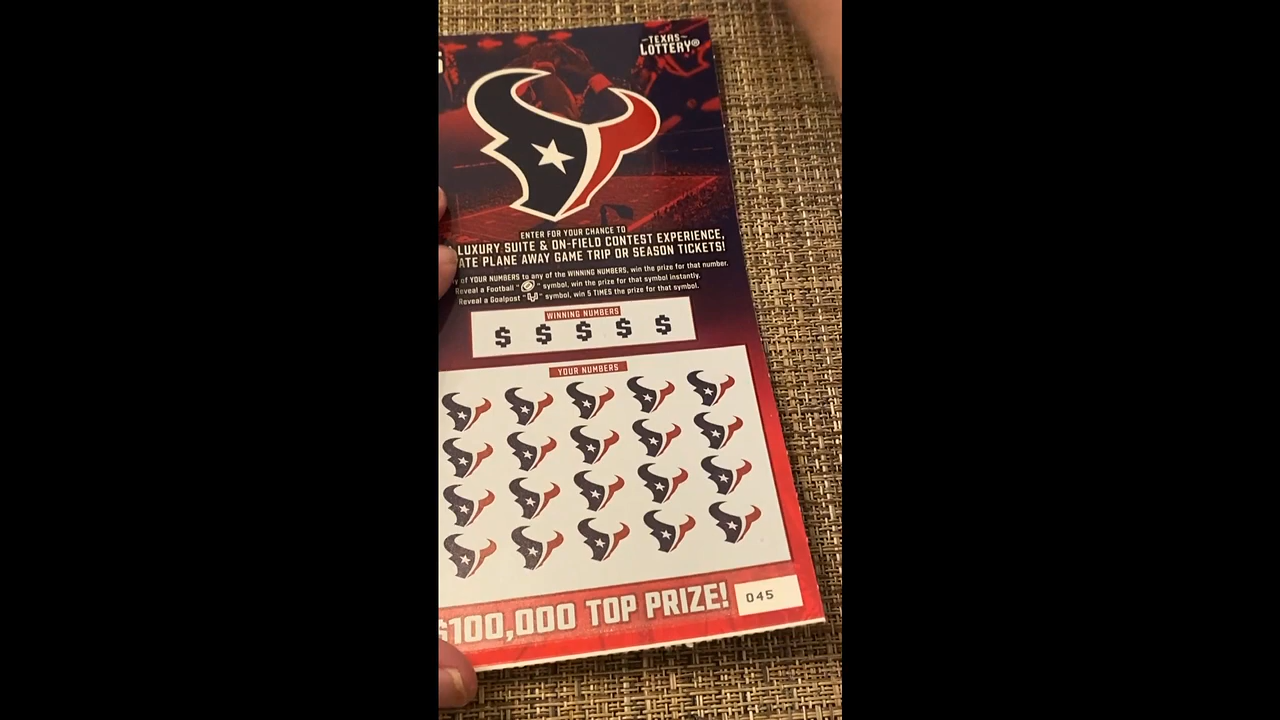 TEXAS
LOTTERY®
ENTER FOR YOUR CHANCE TO
LUXURY SUITE & ON-FIELD CONTEST EXPERIENCE,
ATE PLANE AWAY GAME TRIP OR SEASON TICKETS!
y of YOUR NUMBERS to any of the WINNING NUMBERS, win the prize for that number.
Reveal a Football " " symbol, win the prize for that symbol instantly.
Reveal a Goalpost " " symbol, win 5 TIMES the prize for that symbol.
WINNING NUMBERS
$ $ $ $ $
YOUR NUMBERS
$100,000 TOP PRIZE!
045